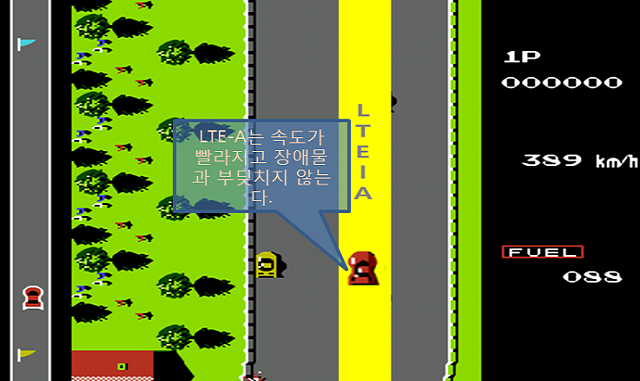 1P
000000
LTEIA
LTE-A는 속도가
빨라지고 장애물
과 부딪치지 않는
다.
389 km/h
FUEL
088